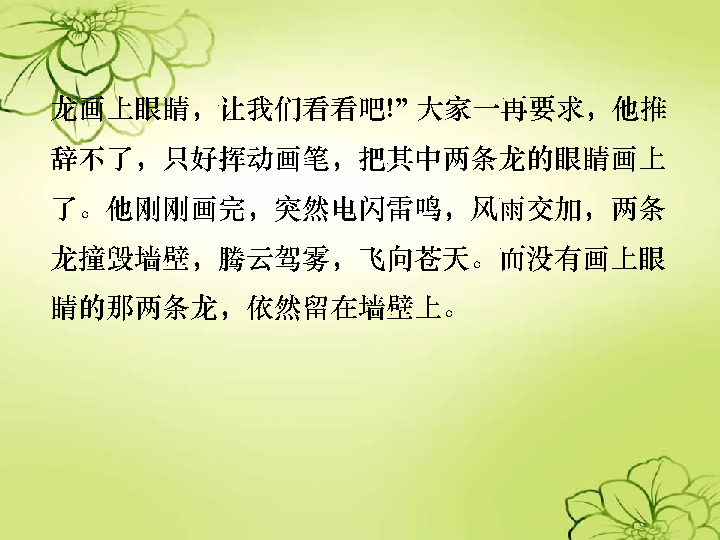 龙画上眼睛，让我们看看吧!”大家一再要求，他推
辞不了，只好挥动画笔，把其中两条龙的眼睛画上
了。他刚刚画完，突然电闪雷鸣，风雨交加，两条
龙撞毁墙壁，腾云驾雾，飞向苍天。而没有画上眼
睛的那两条龙，依然留在墙壁上。